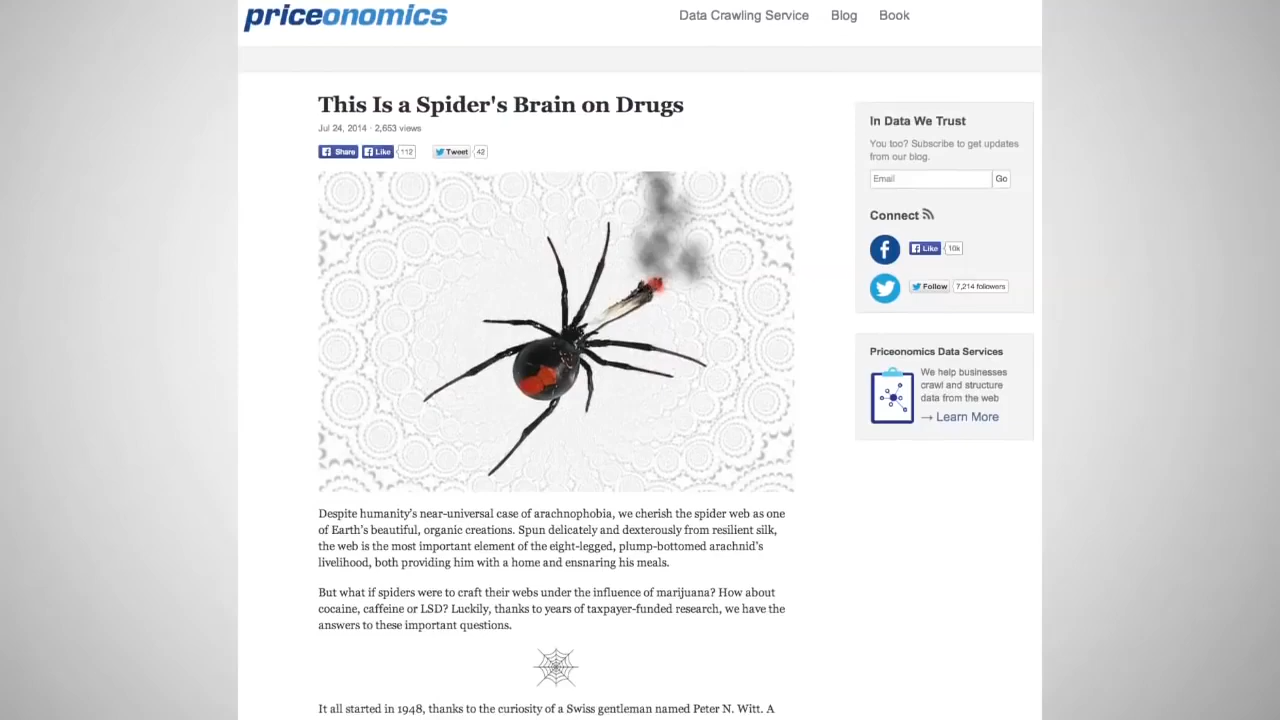 priceonomics
Data Crawling Service Blog Book
This Is a Spider's Brain on Drugs
Jul 24, 2014 · 2,653 views
Share Like 112 Tweet 42
In Data We Trust
You too? Subscribe to get updates
from our blog.
Email Go
Connect
Like 10k
Follow 7,214 followers
Priceonomics Data Services
We help businesses
crawl and structure
data from the web
→ Learn More
Despite humanity's near-universal case of arachnophobia, we cherish the spider web as one
of Earth's beautiful, organic creations. Spun delicately and dexterously from resilient silk,
the web is the most important element of the eight-legged, plump-bottomed arachnid's
livelihood, both providing him with a home and ensnaring his meals.
But what if spiders were to craft their webs under the influence of marijuana? How about
cocaine, caffeine or LSD? Luckily, thanks to years of taxpayer-funded research, we have the
answers to these important questions.
It all started in 1948, thanks to the curiosity of a Swiss gentleman named Peter N. Witt. A